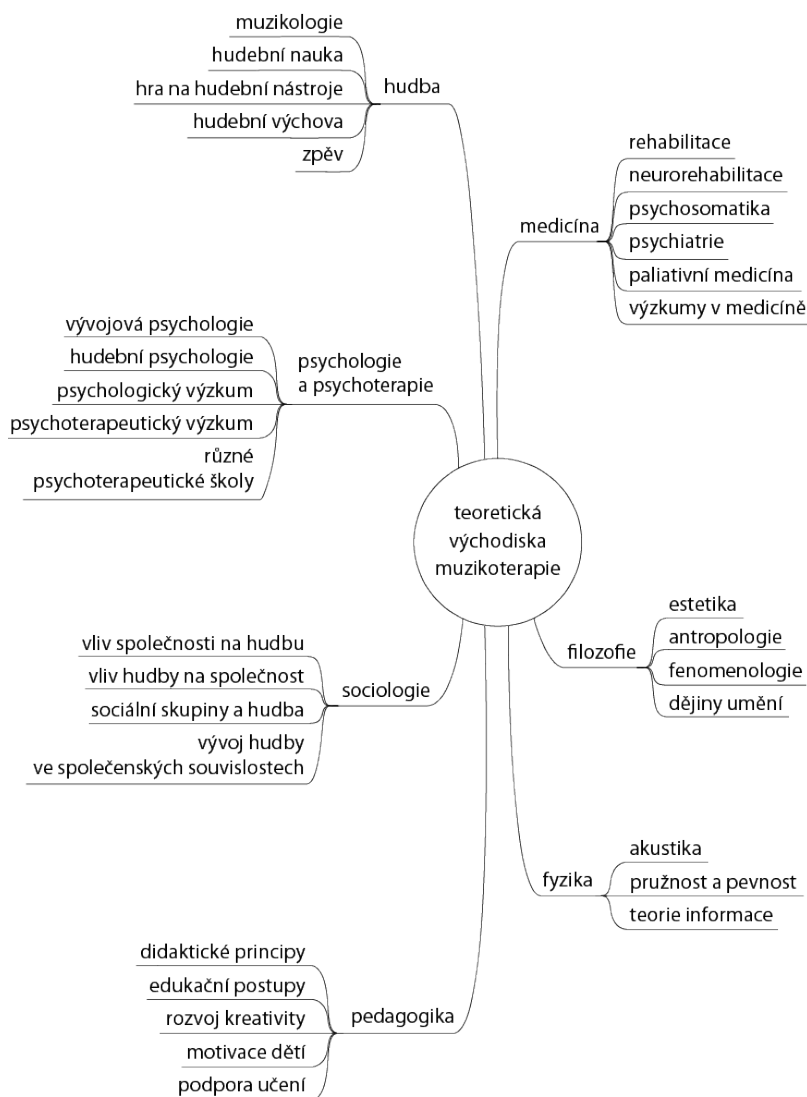 muzikologie
hudební nauka
hra na hudební nástroje
hudební výchova
zpěv
hudba
rehabilitace
neurorehabilitace
psychosomatika
psychiatrie
paliativní medicína
výzkumy v medicíně
medicína
vývojová psychologie
hudební psychologie
psychologický výzkum
psychoterapeutický výzkum
různé
psychoterapeutické školy
psychologie
a psychoterapie
teoretická
východiska
muzikoterapie
estetika
antropologie
fenomenologie
dějiny umění
filozofie
vliv společnosti na hudbu
vliv hudby na společnost
sociální skupiny a hudba
vývoj hudby
ve společenských souvislostech
sociologie
akustika
pružnost a pevnost
teorie informace
fyzika
didaktické principy
edukační postupy
rozvoj kreativity
motivace dětí
podpora učení
pedagogika